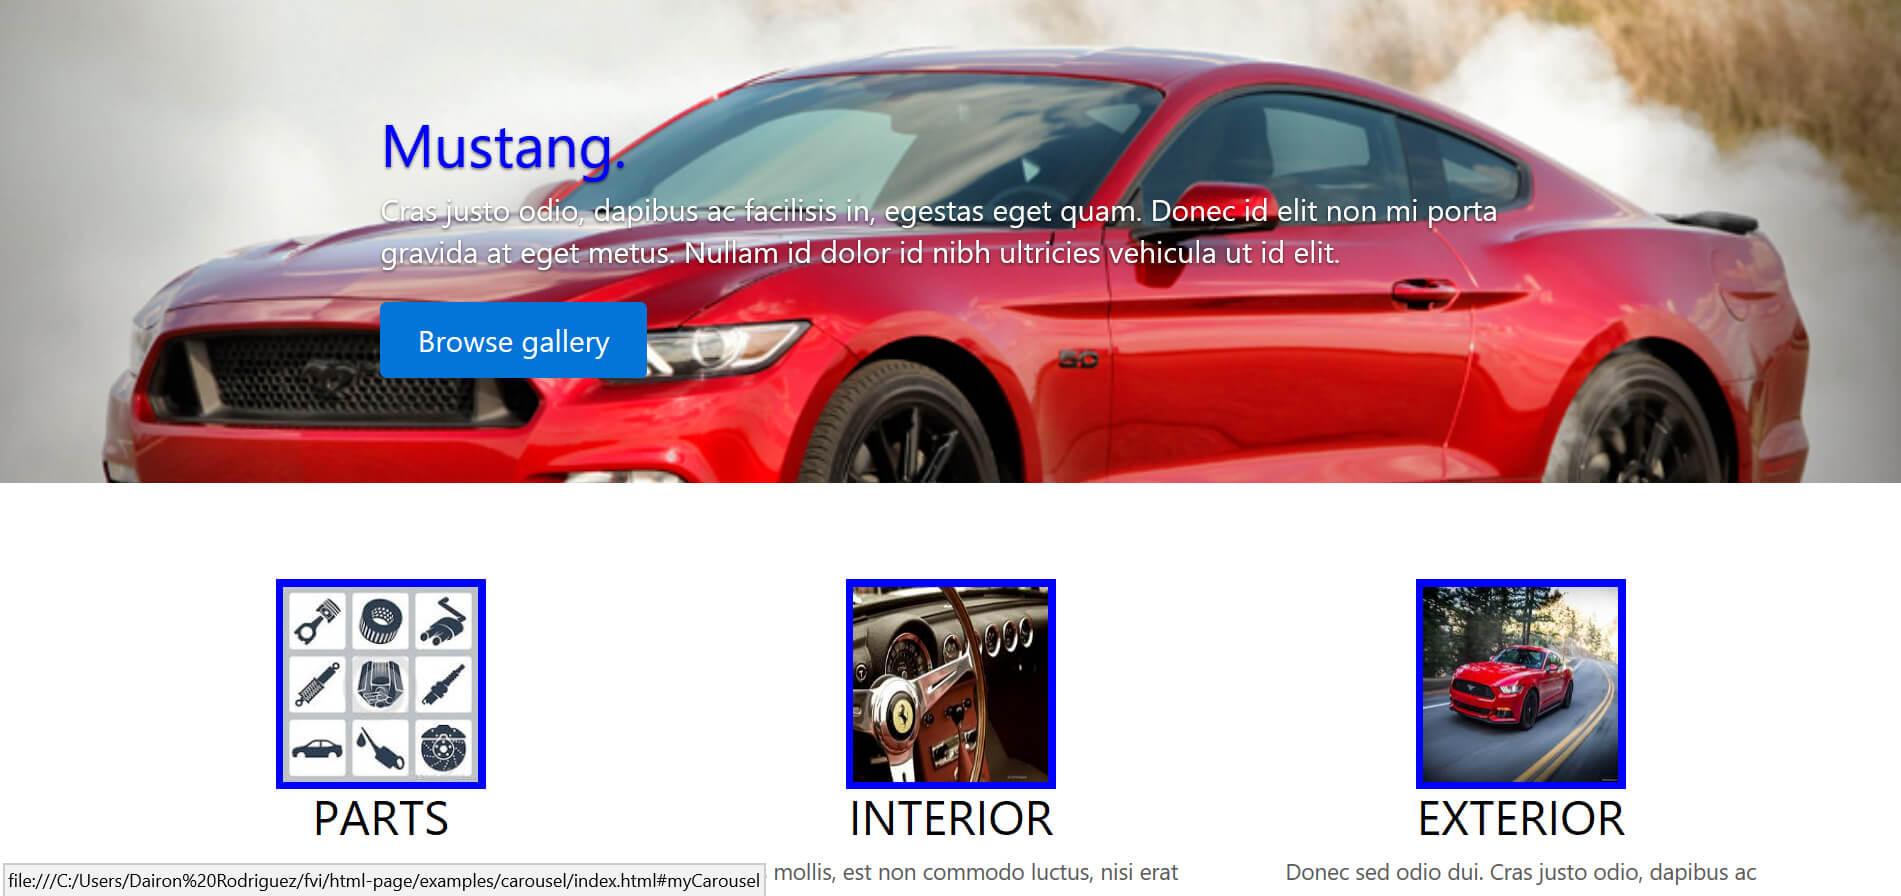 Mustang.
Cras justo odio, dapibus ac facilisis in, egestas eget quam. Donec id elit non mi porta
gravida at eget metus. Nullam id dolor id nibh ultricies vehicula ut id elit.
Browse gallery
5.0
PARTS
INTERIOR
EXTERIOR
mollis, est non commodo luctus, nisi erat
Donec sed odio dui. Cras justo odio, dapibus ac
file:///C:/Users/Dairon%20Rodriguez/fvi/html-page/examples/carousel/index.html#myCarousel